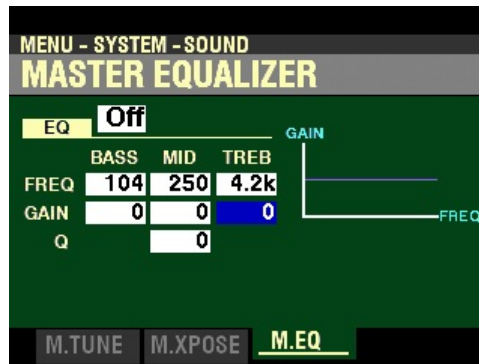 MENU - SYSTEM - SOUND
MASTER EQUALIZER
EQ Off
GAIN
BASS MID TREB
FREQ 104 250 4.2k
GAIN 0 0 0
FREQ
Q 0
M.TUNE M.XPOSE M.EQ